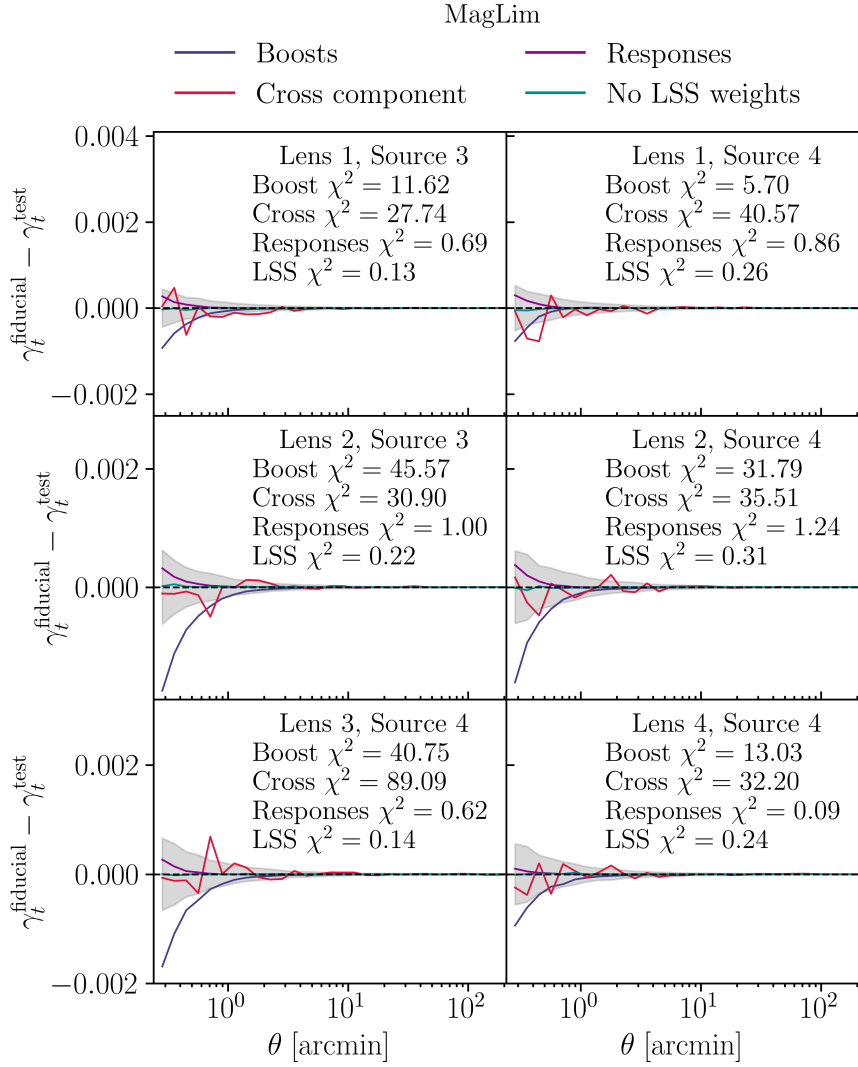 MagLim
Boosts
Responses
Cross component
No LSS weights
0.004
0.002
0.000
−0.002
γ_t^fiducial − γ_t^test
Lens 1, Source 3
Boost χ² = 11.62
Cross χ² = 27.74
Responses χ² = 0.69
LSS χ² = 0.13
Lens 1, Source 4
Boost χ² = 5.70
Cross χ² = 40.57
Responses χ² = 0.86
LSS χ² = 0.26
0.002
0.000
γ_t^fiducial − γ_t^test
Lens 2, Source 3
Boost χ² = 45.57
Cross χ² = 30.90
Responses χ² = 1.00
LSS χ² = 0.22
Lens 2, Source 4
Boost χ² = 31.79
Cross χ² = 35.51
Responses χ² = 1.24
LSS χ² = 0.31
0.002
0.000
−0.002
γ_t^fiducial − γ_t^test
Lens 3, Source 4
Boost χ² = 40.75
Cross χ² = 89.09
Responses χ² = 0.62
LSS χ² = 0.14
Lens 4, Source 4
Boost χ² = 13.03
Cross χ² = 32.20
Responses χ² = 0.09
LSS χ² = 0.24
10⁰ 10¹ 10²
10⁰ 10¹ 10²
θ [arcmin]
θ [arcmin]